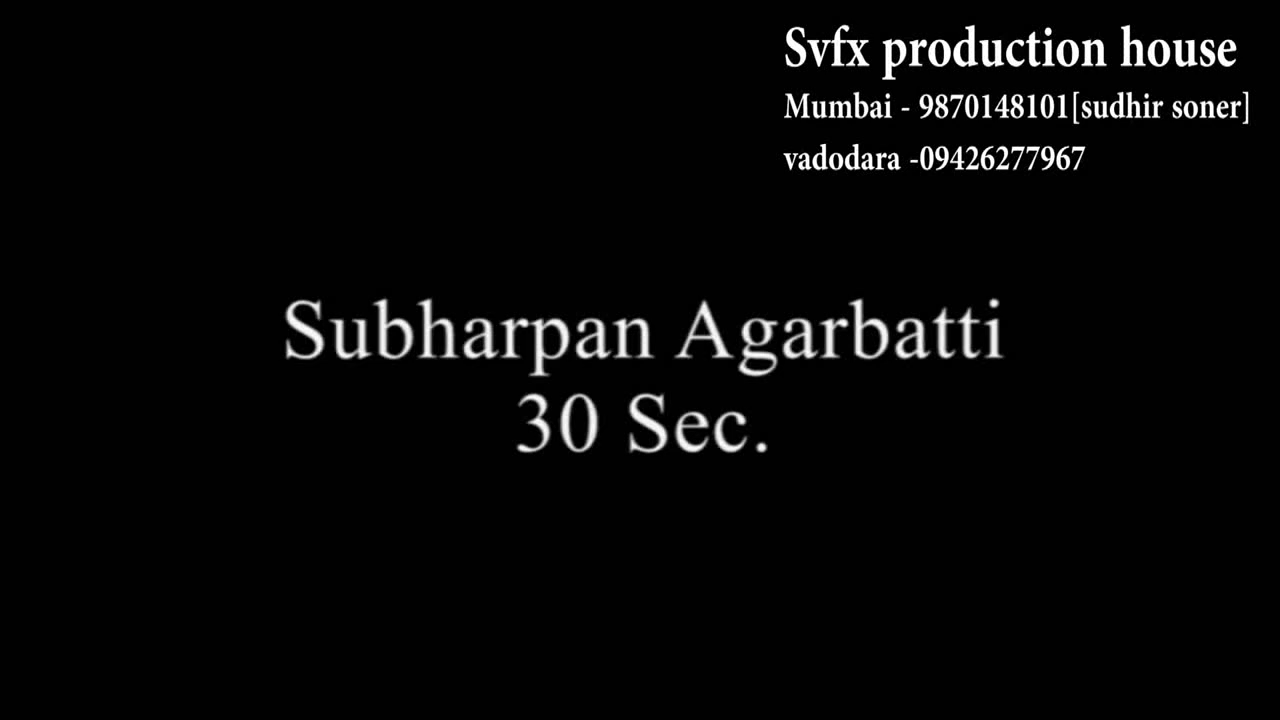 Svfx production house
Mumbai - 9870148101[sudhir soner]
vadodara -09426277967
Subharpan Agarbatti
30 Sec.